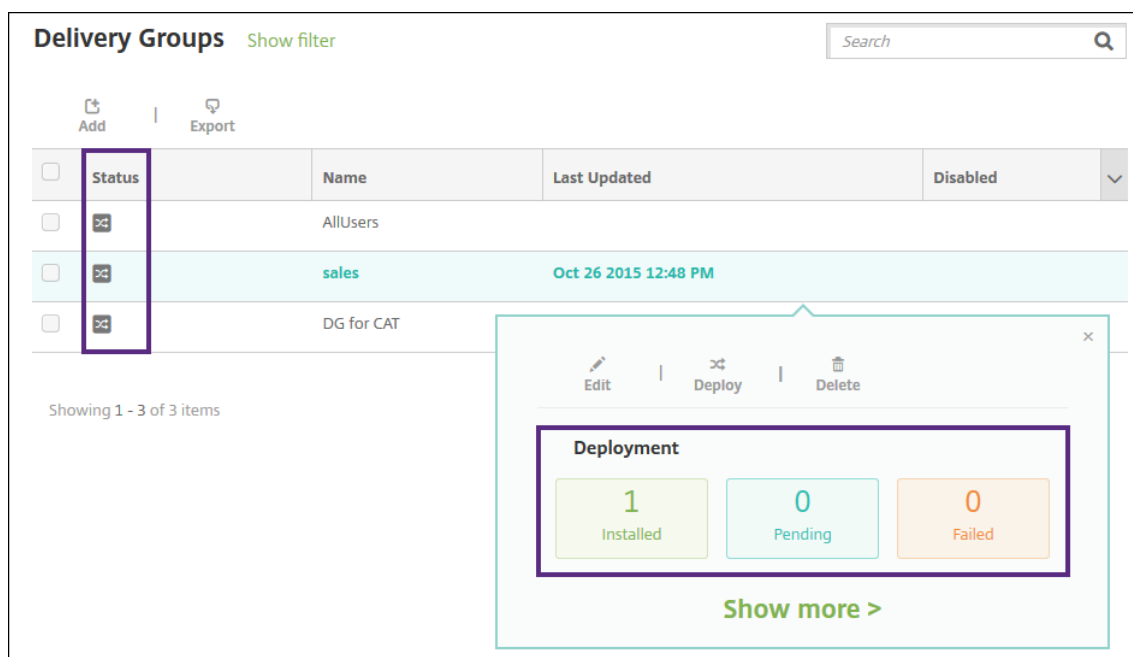 Delivery Groups Show filter Search
Add | Export
Status Name Last Updated Disabled
AllUsers
sales Oct 26 2015 12:48 PM
DG for CAT
×
Edit | Deploy | Delete
Showing 1 - 3 of 3 items
Deployment
1 0 0
Installed Pending Failed
Show more >